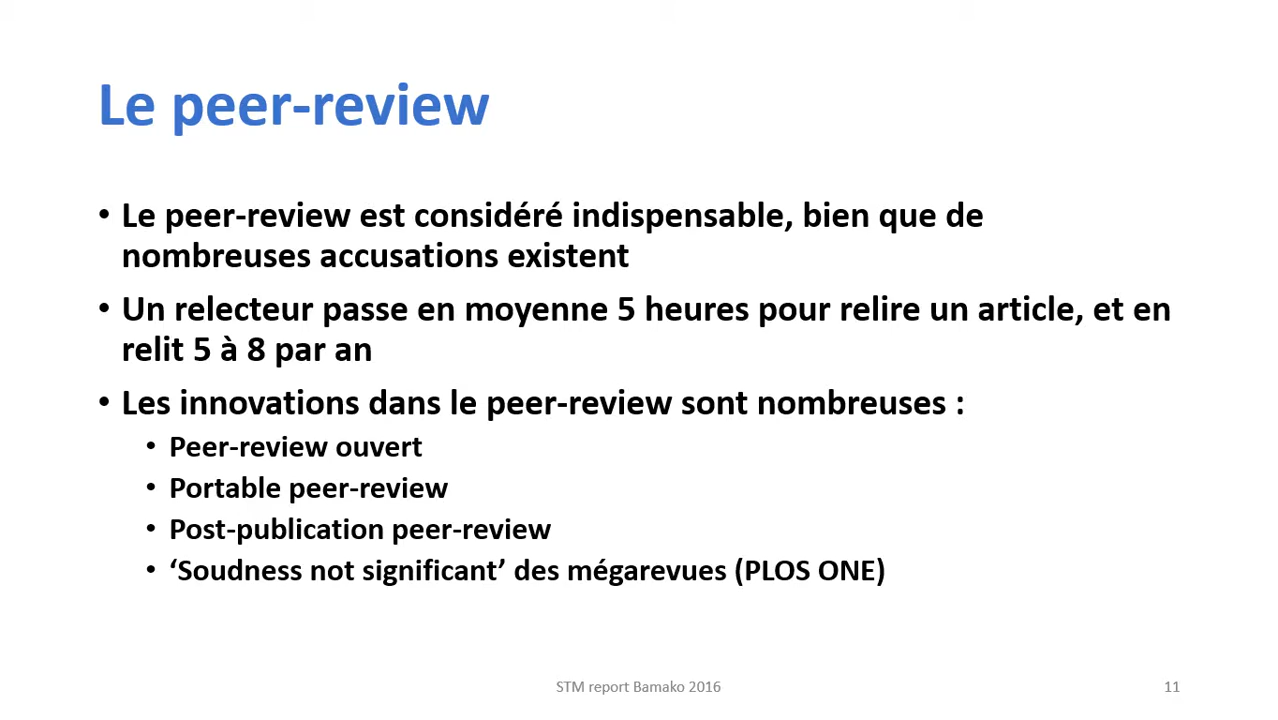 Le peer-review
• Le peer-review est considéré indispensable, bien que de
nombreuses accusations existent
• Un relecteur passe en moyenne 5 heures pour relire un article, et en
relit 5 à 8 par an
• Les innovations dans le peer-review sont nombreuses :
• Peer-review ouvert
• Portable peer-review
• Post-publication peer-review
• ‘Soudness not significant’ des mégarevues (PLOS ONE)
STM report Bamako 2016
11